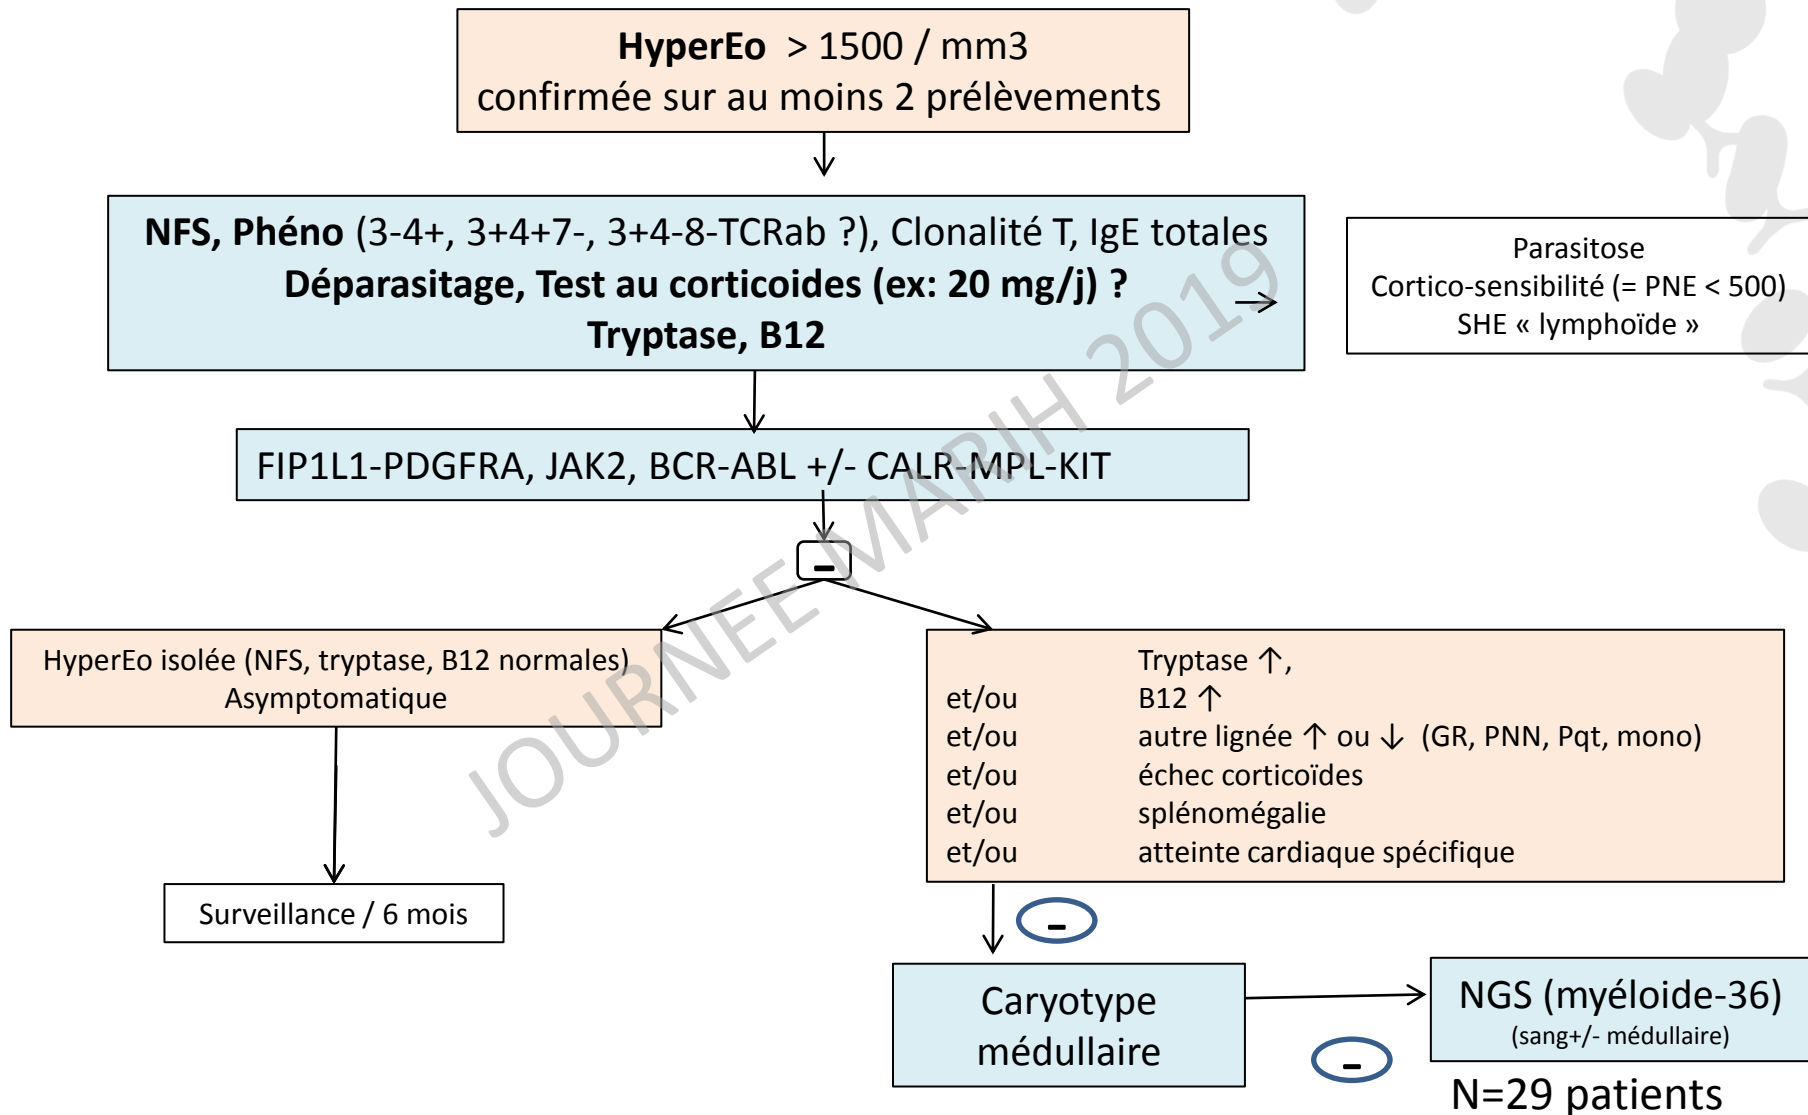 HyperEo > 1500 / mm3
confirmée sur au moins 2 prélèvements
NFS, Phéno (3-4+, 3+4+7-, 3+4-8-TCRab ?), Clonalité T, IgE totales
Déparasitage, Test au corticoides (ex: 20 mg/j) ?
Tryptase, B12
Parasitose
Cortico-sensibilité (= PNE < 500)
SHE « lymphoïde »
FIP1L1-PDGFRA, JAK2, BCR-ABL +/- CALR-MPL-KIT
-
HyperEo isolée (NFS, tryptase, B12 normales)
Asymptomatique
Surveillance / 6 mois
Tryptase ↑,
et/ou B12 ↑
et/ou autre lignée ↑ ou ↓ (GR, PNN, Pqt, mono)
et/ou échec corticoïdes
et/ou splénomégalie
et/ou atteinte cardiaque spécifique
-
Caryotype
médullaire
-
NGS (myéloide-36)
(sang+/- médullaire)
N=29 patients
JOURNEE MARIH 2019